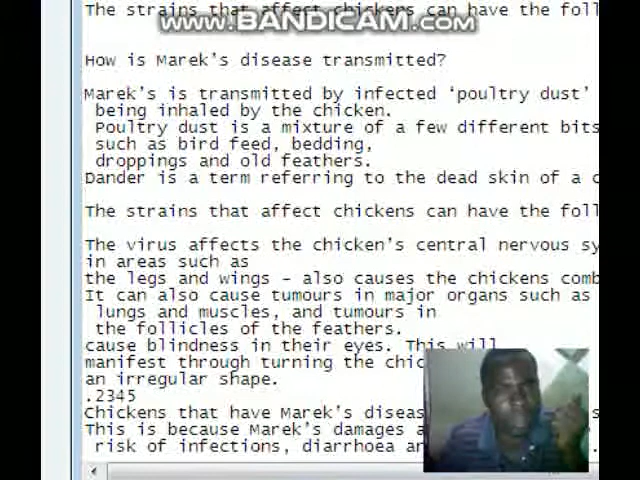 The strains that affect chickens can have the foll
www.BANDICAM.com
How is Marek's disease transmitted?
Marek's is transmitted by infected ‘poultry dust’
being inhaled by the chicken.
Poultry dust is a mixture of a few different bits
such as bird feed, bedding,
droppings and old feathers.
Dander is a term referring to the dead skin of a c
The strains that affect chickens can have the foll
The virus affects the chicken's central nervous sy
in areas such as
the legs and wings – also causes the chickens comb
It can also cause tumours in major organs such as
lungs and muscles, and tumours in
the follicles of the feathers.
cause blindness in their eyes. This will
manifest through turning the chic
an irregular shape.
.2345
Chickens that have Marek's diseas
This is because Marek's damages a
risk of infections, diarrhoea an